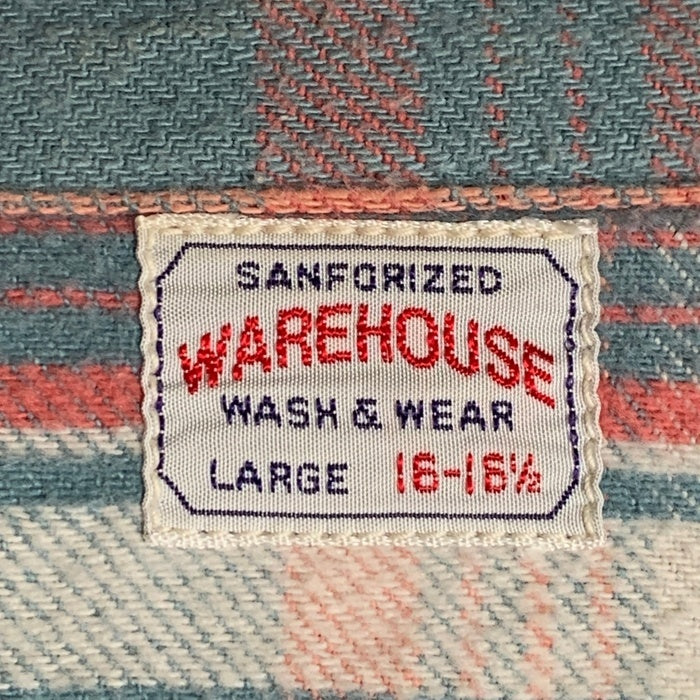 SANFORIZED
WAREHOUSE
WASH & WEAR
LARGE 16-16½